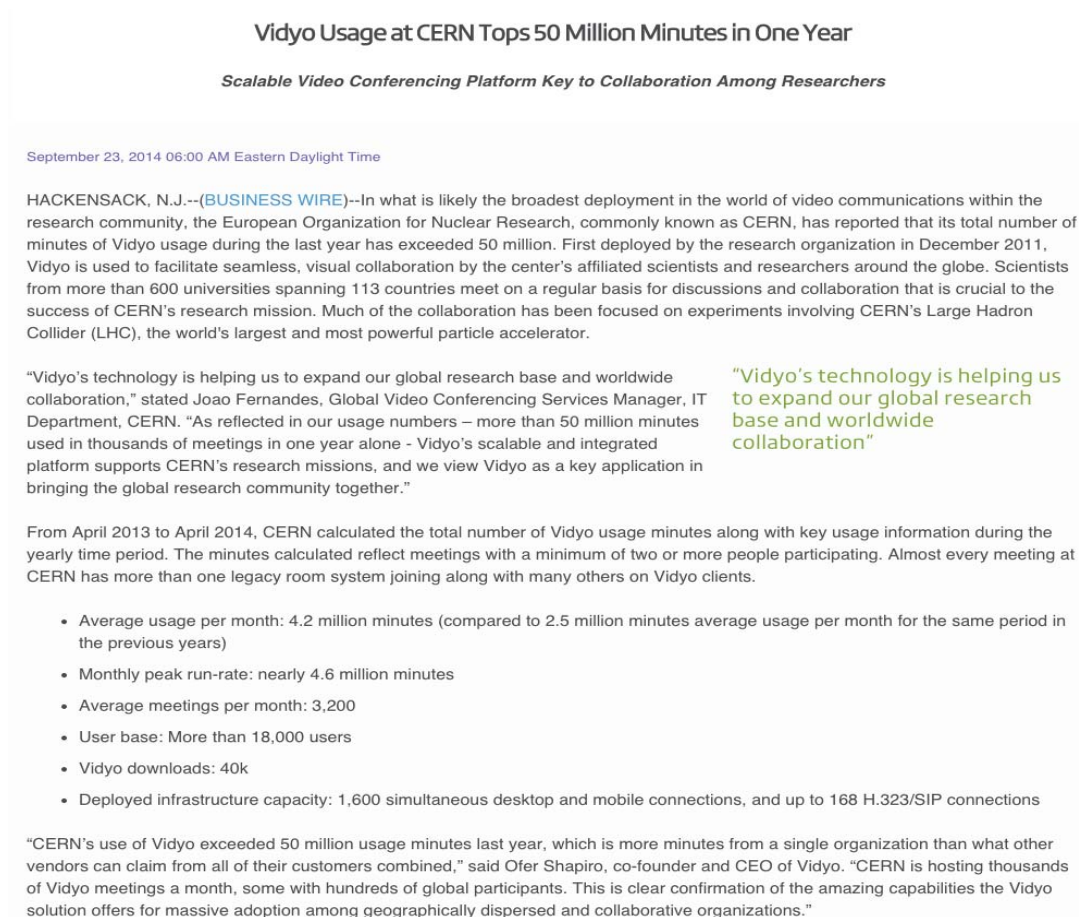 Vidyo Usage at CERN Tops 50 Million Minutes in One Year
Scalable Video Conferencing Platform Key to Collaboration Among Researchers
September 23, 2014 06:00 AM Eastern Daylight Time
HACKENSACK, N.J.--(BUSINESS WIRE)--In what is likely the broadest deployment in the world of video communications within the
research community, the European Organization for Nuclear Research, commonly known as CERN, has reported that its total number of
minutes of Vidyo usage during the last year has exceeded 50 million. First deployed by the research organization in December 2011,
Vidyo is used to facilitate seamless, visual collaboration by the center’s affiliated scientists and researchers around the globe. Scientists
from more than 600 universities spanning 113 countries meet on a regular basis for discussions and collaboration that is crucial to the
success of CERN’s research mission. Much of the collaboration has been focused on experiments involving CERN’s Large Hadron
Collider (LHC), the world's largest and most powerful particle accelerator.
“Vidyo’s technology is helping us to expand our global research base and worldwide
collaboration,” stated Joao Fernandes, Global Video Conferencing Services Manager, IT
Department, CERN. “As reflected in our usage numbers – more than 50 million minutes
used in thousands of meetings in one year alone - Vidyo’s scalable and integrated
platform supports CERN’s research missions, and we view Vidyo as a key application in
bringing the global research community together.”
“Vidyo’s technology is helping us
to expand our global research
base and worldwide
collaboration”
From April 2013 to April 2014, CERN calculated the total number of Vidyo usage minutes along with key usage information during the
yearly time period. The minutes calculated reflect meetings with a minimum of two or more people participating. Almost every meeting at
CERN has more than one legacy room system joining along with many others on Vidyo clients.
• Average usage per month: 4.2 million minutes (compared to 2.5 million minutes average usage per month for the same period in
the previous years)
• Monthly peak run-rate: nearly 4.6 million minutes
• Average meetings per month: 3,200
• User base: More than 18,000 users
• Vidyo downloads: 40k
• Deployed infrastructure capacity: 1,600 simultaneous desktop and mobile connections, and up to 168 H.323/SIP connections
“CERN’s use of Vidyo exceeded 50 million usage minutes last year, which is more minutes from a single organization than what other
vendors can claim from all of their customers combined,” said Ofer Shapiro, co-founder and CEO of Vidyo. “CERN is hosting thousands
of Vidyo meetings a month, some with hundreds of global participants. This is clear confirmation of the amazing capabilities the Vidyo
solution offers for massive adoption among geographically dispersed and collaborative organizations.”